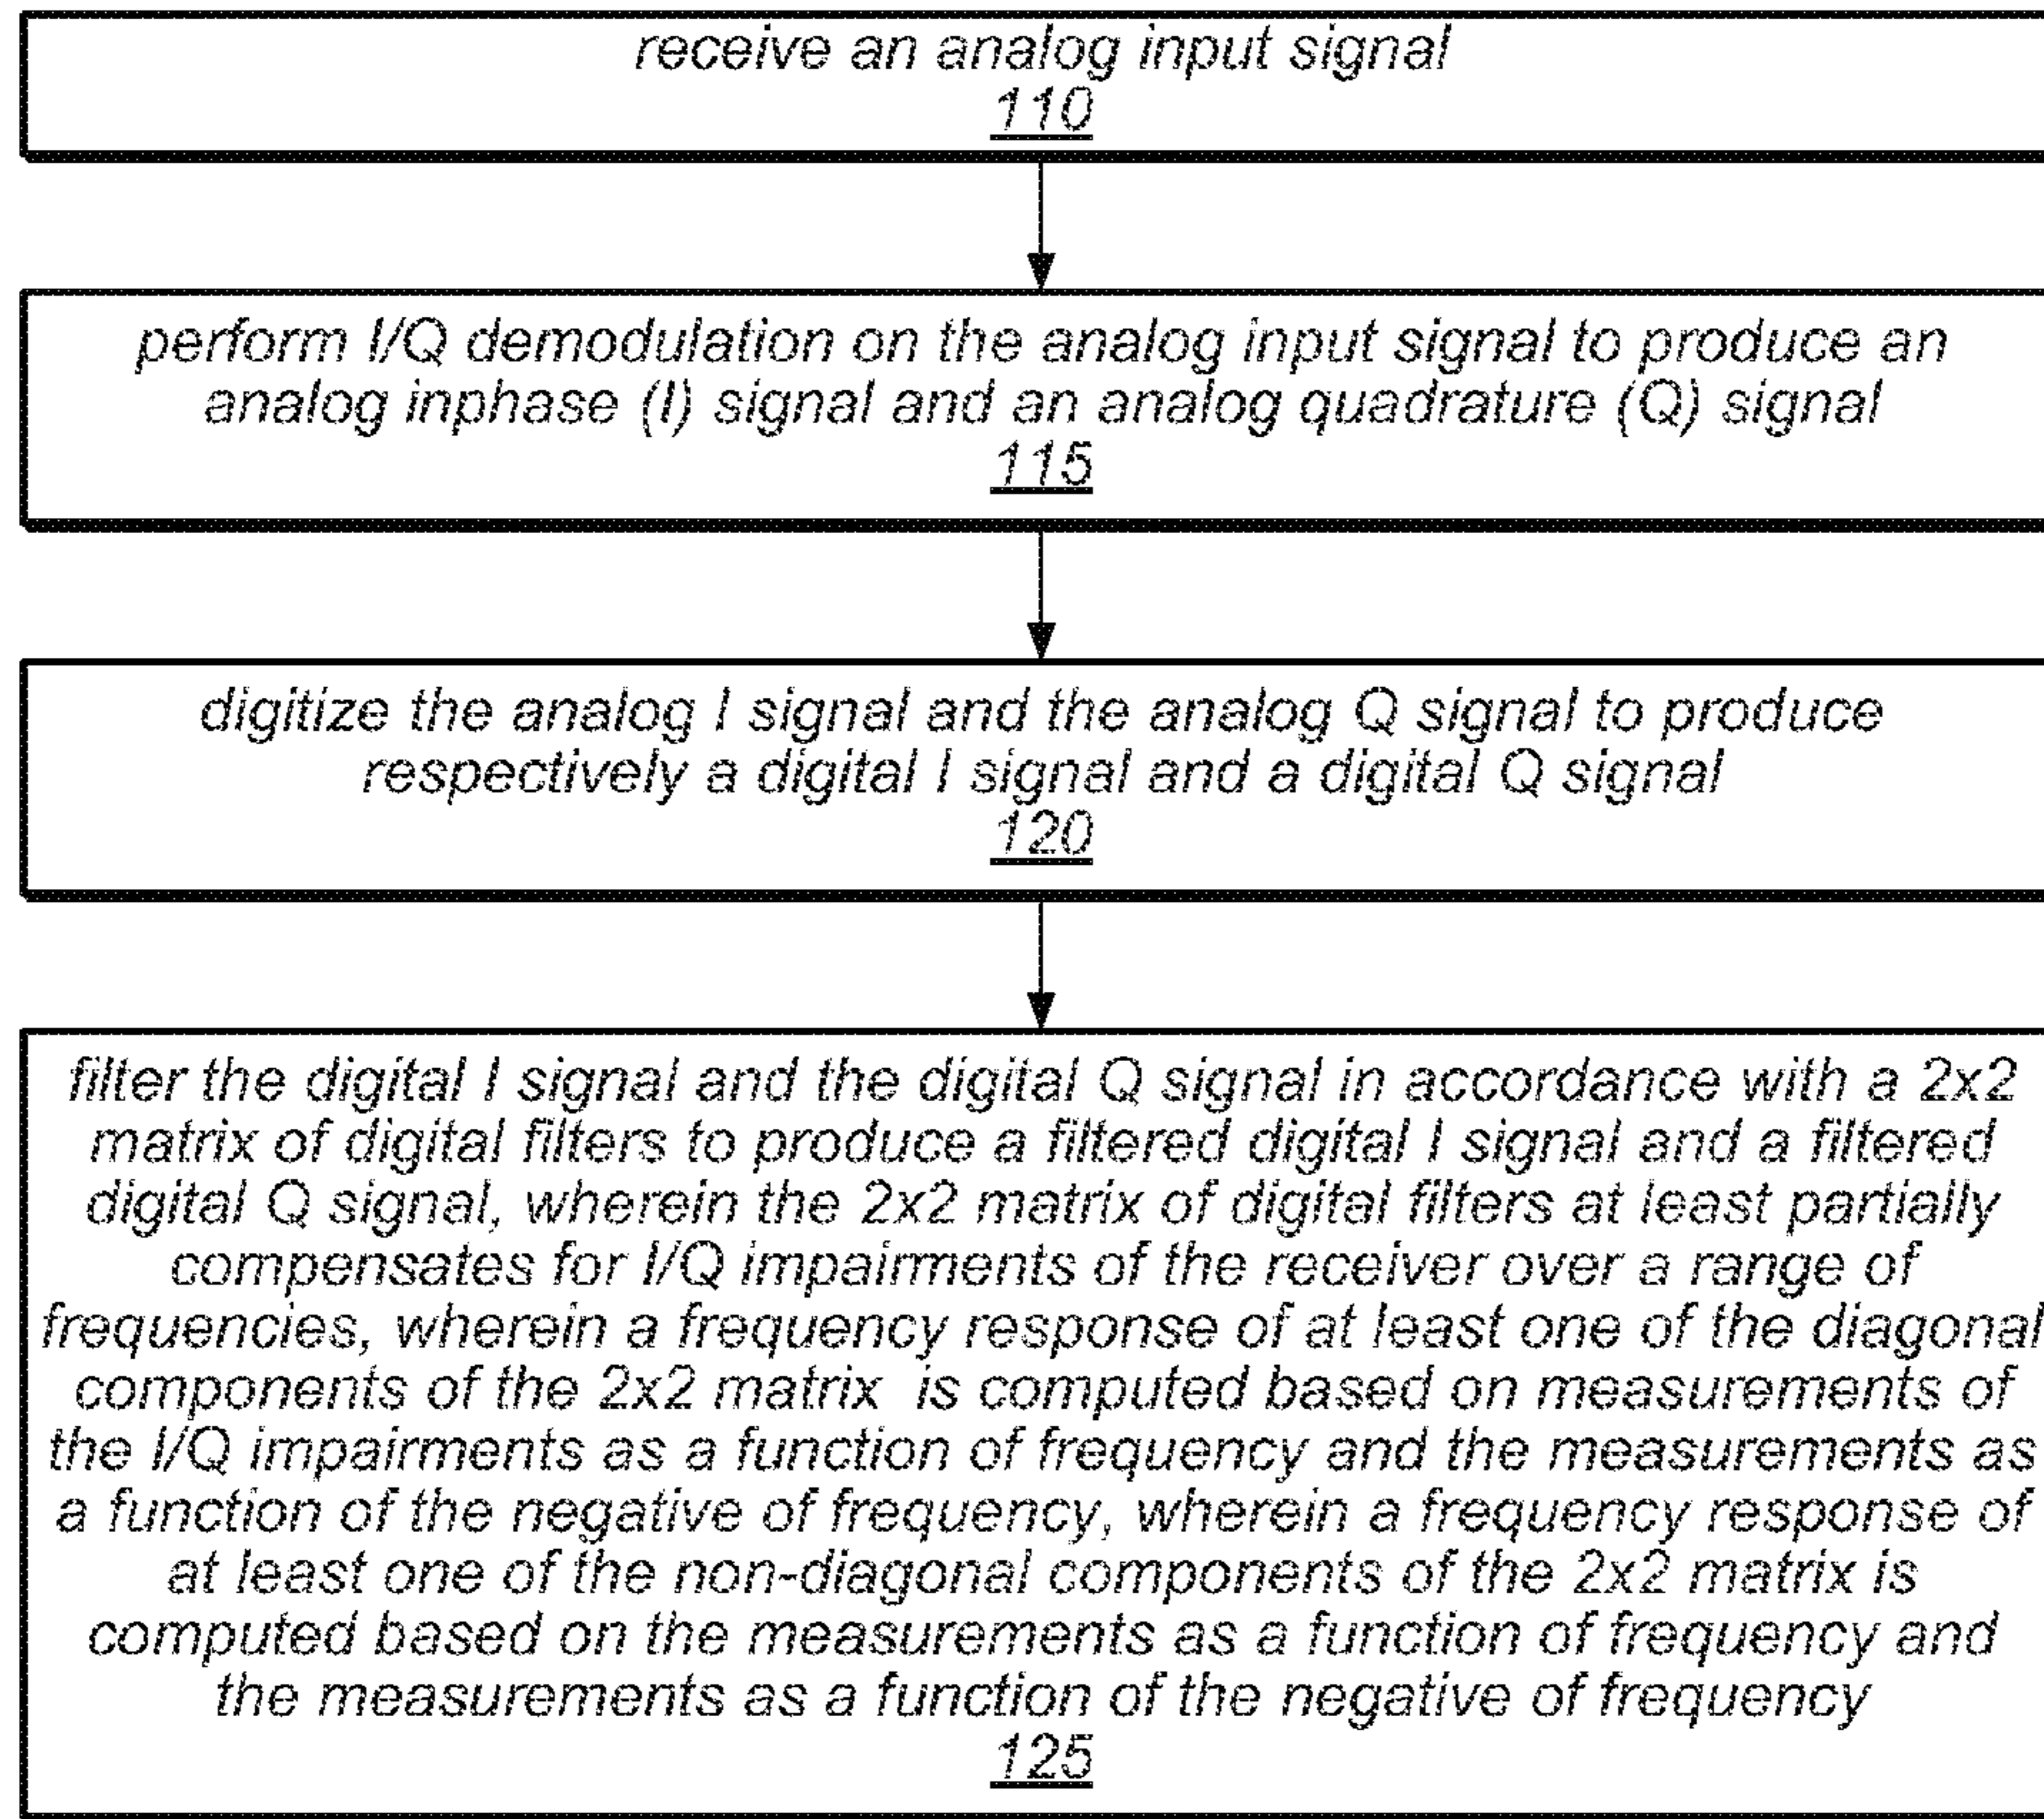 receive an analog input signal
110
perform I/Q demodulation on the analog input signal to produce an
analog inphase (I) signal and an analog quadrature (Q) signal
115
digitize the analog I signal and the analog Q signal to produce
respectively a digital I signal and a digital Q signal
120
filter the digital I signal and the digital Q signal in accordance with a 2x2
matrix of digital filters to produce a filtered digital I signal and a filtered
digital Q signal, wherein the 2x2 matrix of digital filters at least partially
compensates for I/Q impairments of the receiver over a range of
frequencies, wherein a frequency response of at least one of the diagonal
components of the 2x2 matrix is computed based on measurements of
the I/Q impairments as a function of frequency and the measurements as
a function of the negative of frequency, wherein a frequency response of
at least one of the non-diagonal components of the 2x2 matrix is
computed based on the measurements as a function of frequency and
the measurements as a function of the negative of frequency
125